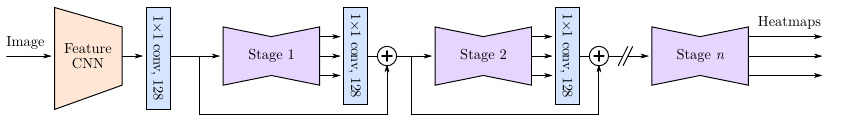 Image
Feature
CNN
1×1 conv, 128
Stage 1
1×1 conv, 128
Stage 2
1×1 conv, 128
Stage n
Heatmaps